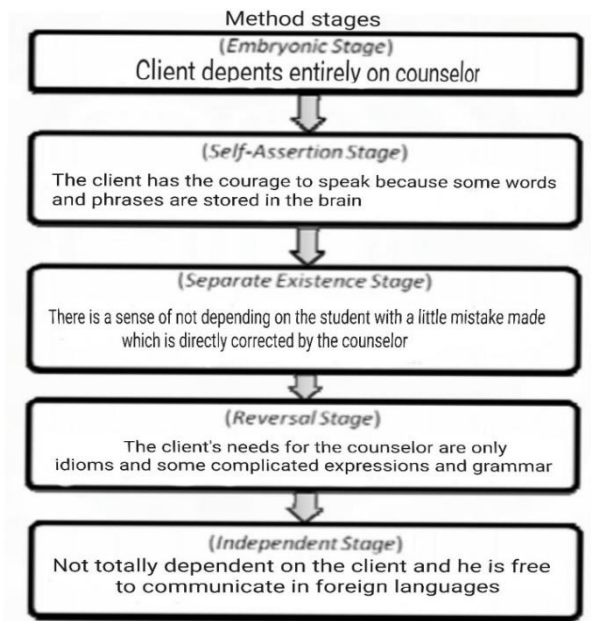 Method stages
(Embryonic Stage)
Client depents entirely on counselor
(Self-Assertion Stage)
The client has the courage to speak because some words
and phrases are stored in the brain
(Separate Existence Stage)
There is a sense of not depending on the student with a little mistake made
which is directly corrected by the counselor
(Reversal Stage)
The client's needs for the counselor are only
idioms and some complicated expressions and grammar
(Independent Stage)
Not totally dependent on the client and he is free
to communicate in foreign languages